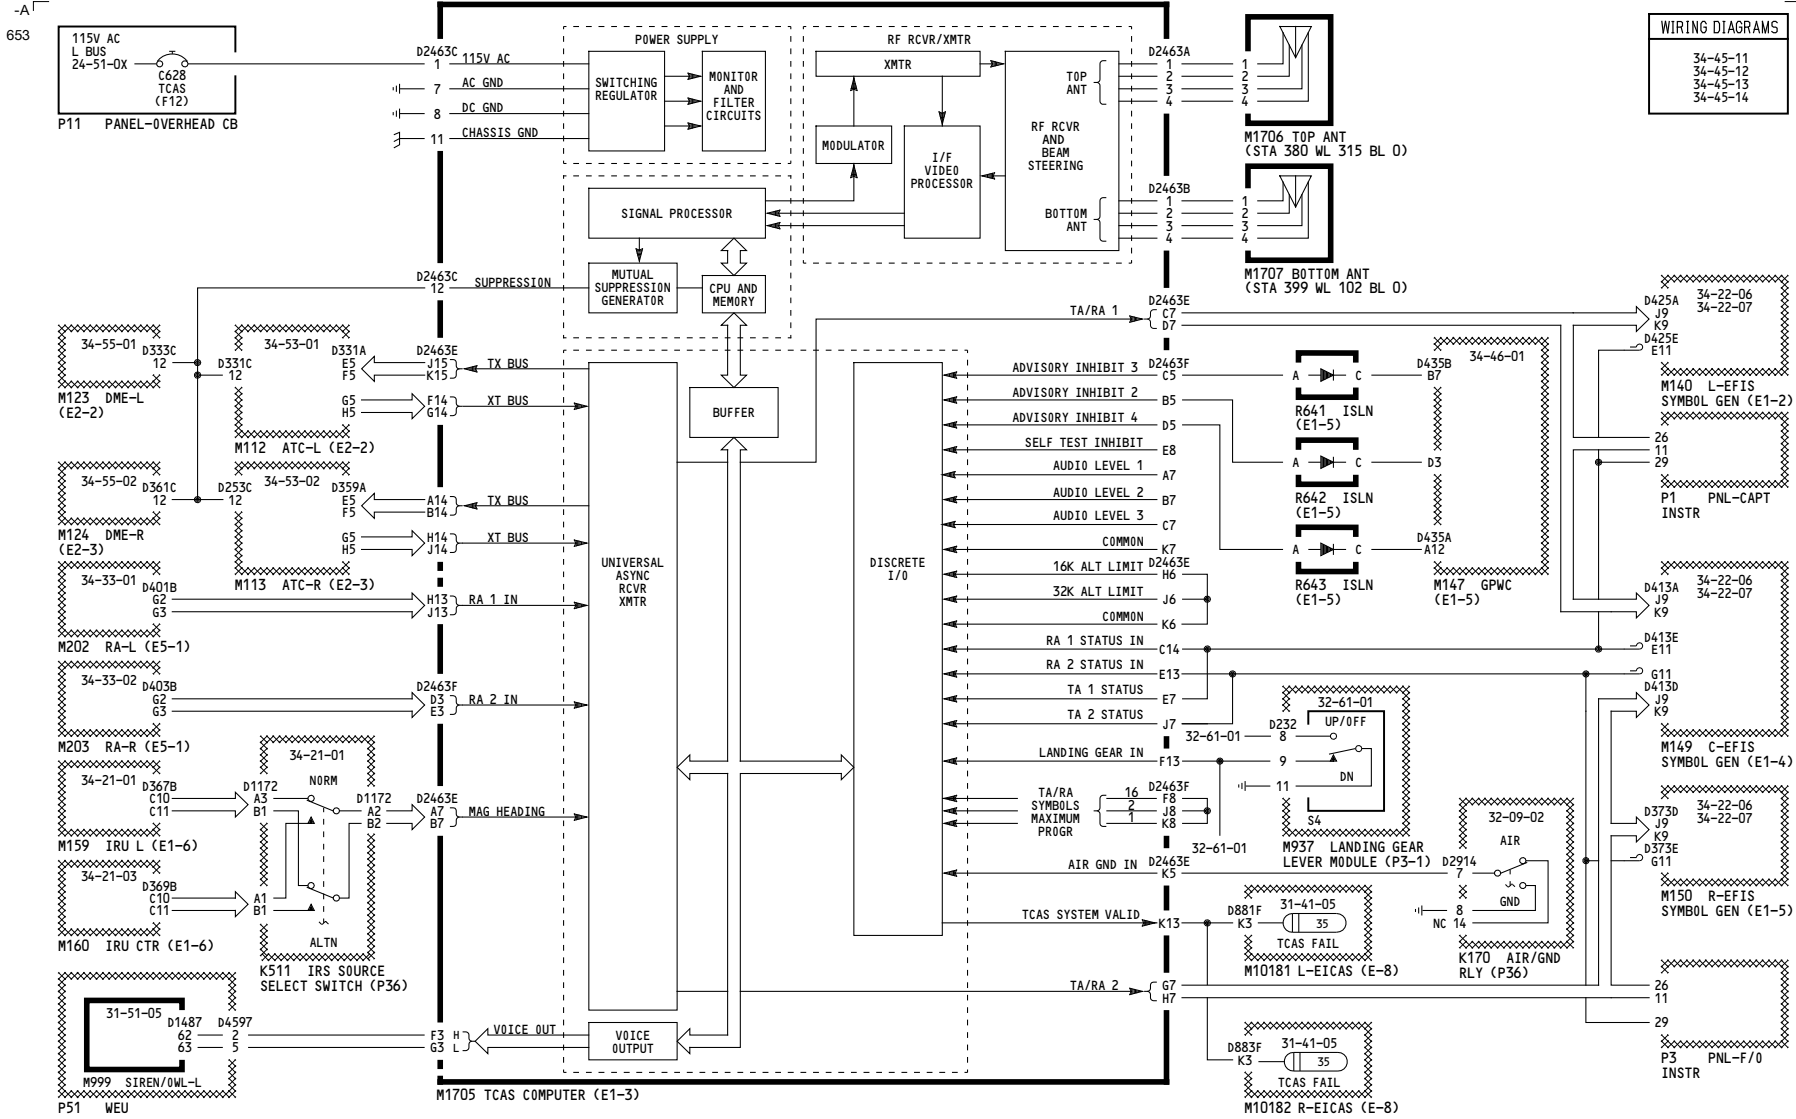 -A
653
115V AC
L BUS
24-51-0X
C628
TCAS
(F12)
P11 PANEL-OVERHEAD CB
D2463C
1 115V AC
7 AC GND
8 DC GND
11 CHASSIS GND
POWER SUPPLY
SWITCHING
REGULATOR
MONITOR
AND
FILTER
CIRCUITS
RF RCVR/XMTR
XMTR
MODULATOR
I/F
VIDEO
PROCESSOR
TOP
ANT
RF RCVR
AND
BEAM
STEERING
BOTTOM
ANT
D2463A
1 1
2 2
3 3
4 4
M1706 TOP ANT
(STA 380 WL 315 BL 0)
D2463B
1 1
2 2
3 3
4 4
M1707 BOTTOM ANT
(STA 399 WL 102 BL 0)
WIRING DIAGRAMS
34-45-11
34-45-12
34-45-13
34-45-14
SIGNAL PROCESSOR
MUTUAL
SUPPRESSION
GENERATOR
CPU AND
MEMORY
D2463C
12 SUPPRESSION
34-55-01
D333C
12
M123 DME-L
(E2-2)
34-53-01
D331C
12
D331A
E5
F5
G5
H5
M112 ATC-L (E2-2)
D2463E
J15
K15
TX BUS
F14
G14
XT BUS
34-55-02
D361C
12
M124 DME-R
(E2-3)
34-53-02
D253C
12
D359A
E5
F5
G5
H5
M113 ATC-R (E2-3)
A14
B14
TX BUS
H14
J14
XT BUS
34-33-01
D401B
G2
G3
M202 RA-L (E5-1)
H13
J13
RA 1 IN
34-33-02
D403B
G2
G3
M203 RA-R (E5-1)
D2463F
D3
E3
RA 2 IN
34-21-01
D367B
C10
C11
M159 IRU L (E1-6)
34-21-03
D369B
C10
C11
M160 IRU CTR (E1-6)
34-21-01
NORM
D1172
A3
B1
D1172
A2
B2
A1
B1
ALTN
K511 IRS SOURCE
SELECT SWITCH (P36)
D2463E
A7
B7
MAG HEADING
31-51-05
D1487
62
63
D4597
2
5
M999 SIREN/OWL-L
P51 WEU
F3 H
G3 L
VOICE OUT
VOICE
OUTPUT
UNIVERSAL
ASYNC
RCVR
XMTR
BUFFER
DISCRETE
I/O
M1705 TCAS COMPUTER (E1-3)
TA/RA 1
D2463E
C7
D7
ADVISORY INHIBIT 3
D2463F
C5
ADVISORY INHIBIT 2
B5
ADVISORY INHIBIT 4
D5
SELF TEST INHIBIT
E8
AUDIO LEVEL 1
A7
AUDIO LEVEL 2
B7
AUDIO LEVEL 3
C7
COMMON
K7
16K ALT LIMIT
D2463E
H6
32K ALT LIMIT
J6
COMMON
K6
RA 1 STATUS IN
C14
RA 2 STATUS IN
E13
TA 1 STATUS
E7
TA 2 STATUS
J7
LANDING GEAR IN
F13
TA/RA
SYMBOLS
MAXIMUM
PROGR
16
2
1
D2463F
F8
J8
K8
AIR GND IN
D2463E
K5
TCAS SYSTEM VALID
K13
TA/RA 2
G7
H7
A C
R641 ISLN
(E1-5)
A C
R642 ISLN
(E1-5)
A C
R643 ISLN
(E1-5)
34-46-01
D435B
B7
D3
D435A
A12
M147 GPWC
(E1-5)
32-61-01
32-61-01
UP/OFF
D232
8
9
11
DN
S4
32-61-01
M937 LANDING GEAR
LEVER MODULE (P3-1)
32-09-02
AIR
D2914
7
GND
8
NC 14
K170 AIR/GND
RLY (P36)
31-41-05
D881F
K3
35
TCAS FAIL
M10181 L-EICAS (E-8)
31-41-05
D883F
K3
35
TCAS FAIL
M10182 R-EICAS (E-8)
34-22-06
34-22-07
D425A
J9
K9
D425E
E11
M140 L-EFIS
SYMBOL GEN (E1-2)
26
11
29
P1 PNL-CAPT
INSTR
34-22-06
34-22-07
D413A
J9
K9
D413E
E11
G11
D413D
J9
K9
M149 C-EFIS
SYMBOL GEN (E1-4)
34-22-06
34-22-07
D373D
J9
K9
D373E
G11
M150 R-EFIS
SYMBOL GEN (E1-5)
26
11
29
P3 PNL-F/O
INSTR